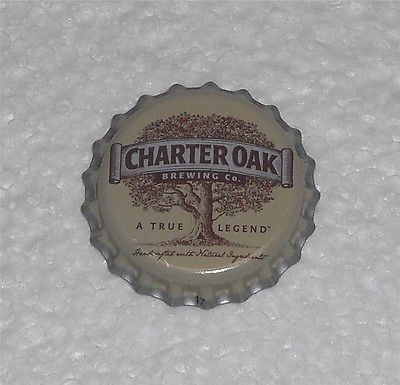 CHARTER OAK
BREWING Co.
A TRUE LEGEND™
Handcrafted with Natural Ingredients
17